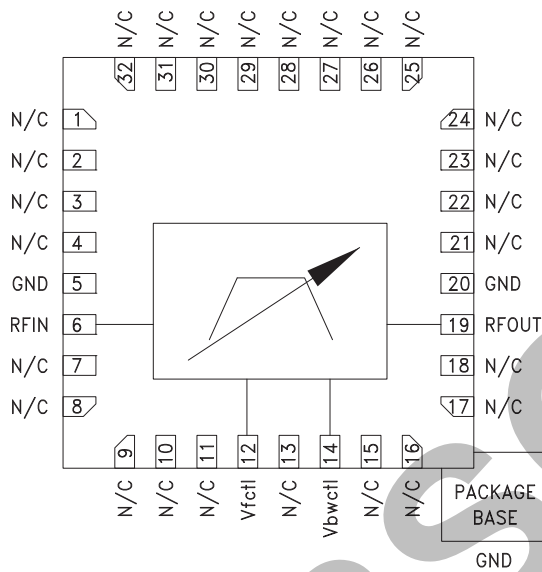 N/C N/C N/C N/C N/C N/C N/C N/C
32 31 30 29 28 27 26 25
N/C 1
N/C 2
N/C 3
N/C 4
GND 5
RFIN 6
N/C 7
N/C 8
24 N/C
23 N/C
22 N/C
21 N/C
20 GND
19 RFOUT
18 N/C
17 N/C
9 10 11 12 13 14 15 16
N/C N/C N/C Vfctl N/C Vbwctl N/C N/C
PACKAGE
BASE
GND